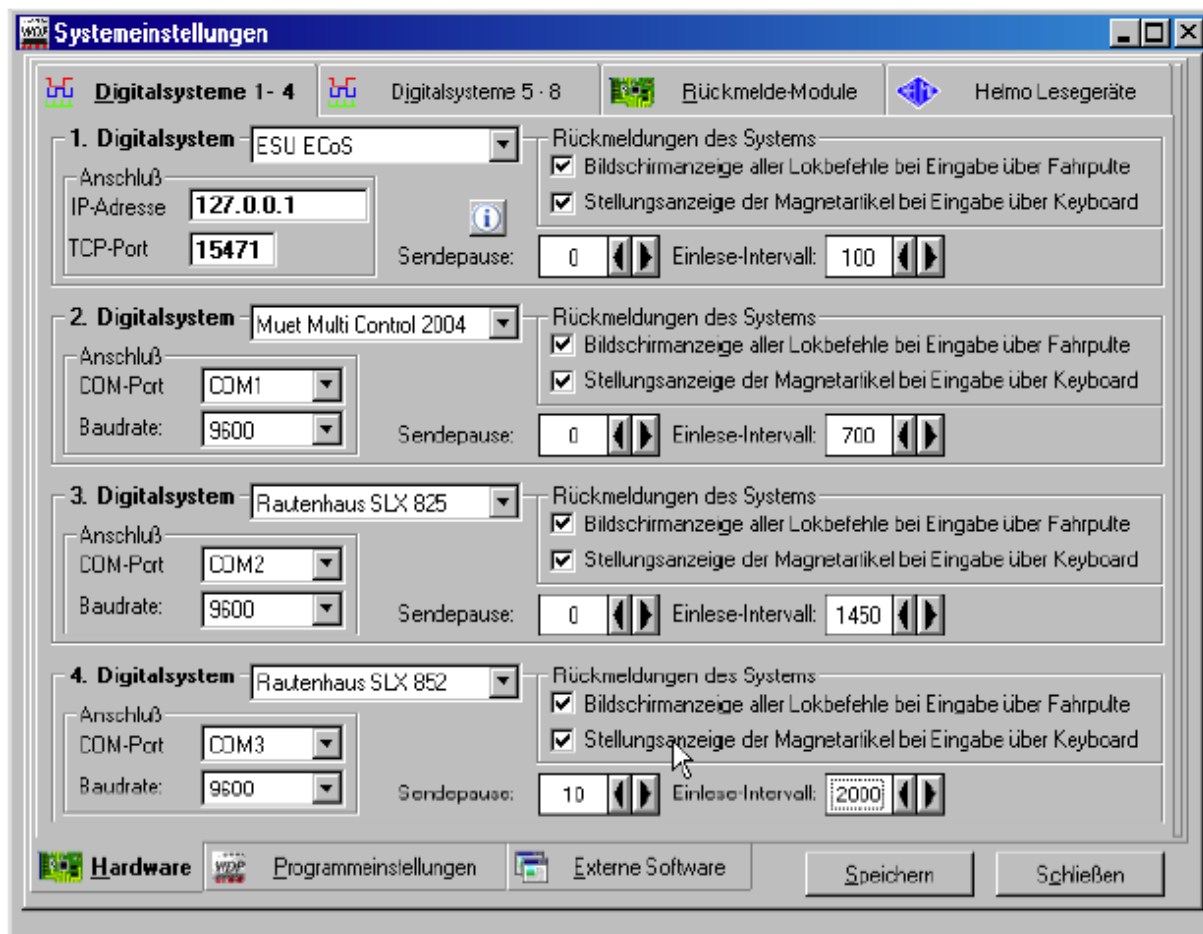 Systemeinstellungen
Digitalsysteme 1- 4
Digitalsysteme 5 - 8
Rückmelde-Module
Helmo Lesegeräte
1. Digitalsystem ESU ECoS
Anschluß
IP-Adresse 127.0.0.1
TCP-Port 15471
Rückmeldungen des Systems
Bildschirmanzeige aller Lokbefehle bei Eingabe über Fahrpulte
Stellungsanzeige der Magnetartikel bei Eingabe über Keyboard
Sendepause: 0 Einlese-Intervall: 100
2. Digitalsystem Muet Multi Control 2004
Anschluß
COM-Port COM1
Baudrate: 9600
Rückmeldungen des Systems
Bildschirmanzeige aller Lokbefehle bei Eingabe über Fahrpulte
Stellungsanzeige der Magnetartikel bei Eingabe über Keyboard
Sendepause: 0 Einlese-Intervall: 700
3. Digitalsystem Rautenhaus SLX 825
Anschluß
COM-Port COM2
Baudrate: 9600
Rückmeldungen des Systems
Bildschirmanzeige aller Lokbefehle bei Eingabe über Fahrpulte
Stellungsanzeige der Magnetartikel bei Eingabe über Keyboard
Sendepause: 0 Einlese-Intervall: 1450
4. Digitalsystem Rautenhaus SLX 852
Anschluß
COM-Port COM3
Baudrate: 9600
Rückmeldungen des Systems
Bildschirmanzeige aller Lokbefehle bei Eingabe über Fahrpulte
Stellungsanzeige der Magnetartikel bei Eingabe über Keyboard
Sendepause: 10 Einlese-Intervall: 2000
Hardware
WDP Programmeinstellungen
Externe Software
Speichern
Schließen